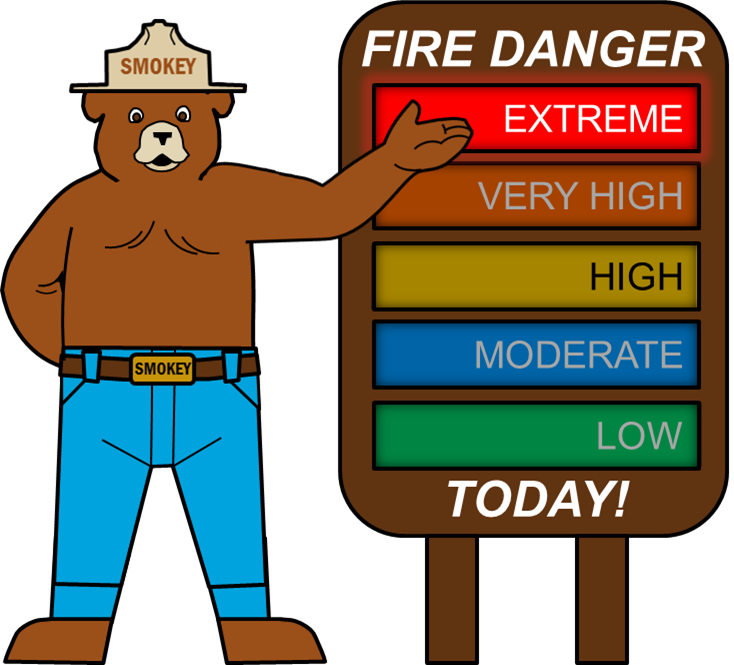 SMOKEY
FIRE DANGER
EXTREME
VERY HIGH
HIGH
MODERATE
SMOKEY
LOW
TODAY!